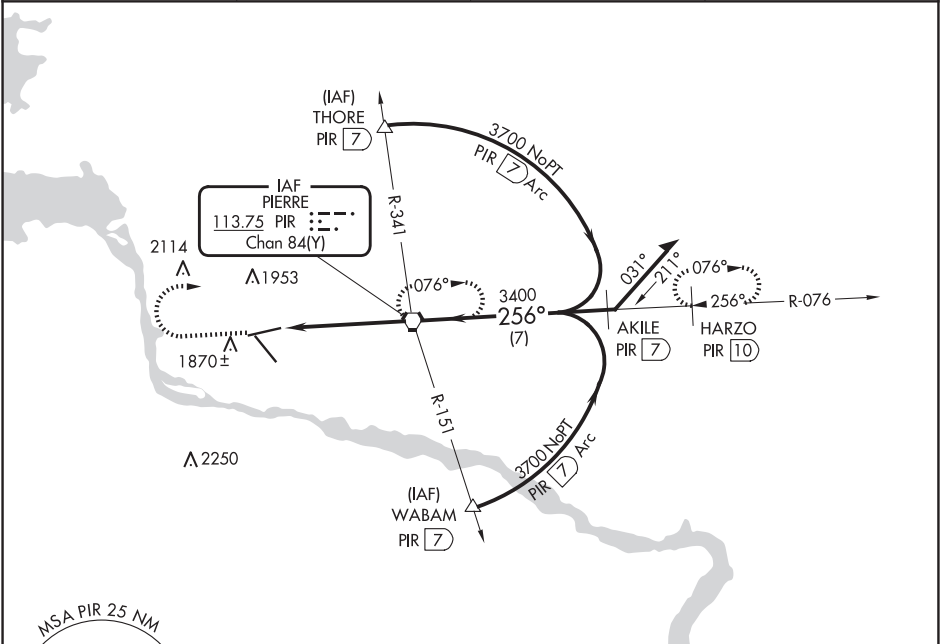 (IAF)
THORE
PIR 7
3700 NoPT
PIR 7 Arc
IAF
PIERRE
113.75 PIR
Chan 84(Y)
R-341
2114
1953
076°
3400
256°
(7)
031°
211°
076°
256°
R-076
AKILE
PIR 7
HARZO
PIR 10
1870±
R-151
2250
3700 NoPT
PIR 7 Arc
(IAF)
WABAM
PIR 7
MSA PIR 25 NM